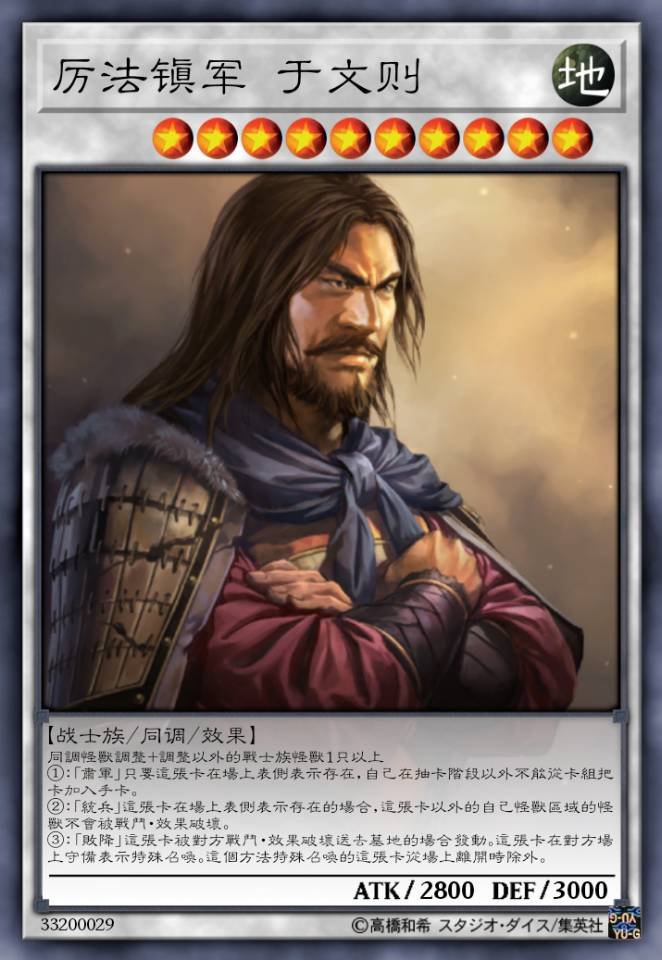 厉法镇军 于文则
地
【战士族/同调/效果】
同調怪獸調整+調整以外的戰士族怪獸1只以上
①:「肅軍」只要這張卡在場上表側表示存在,自己在抽卡階段以外不能從卡組把
卡加入手卡。
②:「統兵」這張卡在場上表側表示存在的場合,這張卡以外的自己怪獸區域的怪
獸不會被戰鬥・效果破壞。
③:「敗降」這張卡被對方戰鬥・效果破壞送去墓地的場合發動。這張卡在對方場
上守備表示特殊召喚。這個方法特殊召喚的這張卡從場上離開時除外。
ATK/2800 DEF/3000
33200029 ©高橋和希 スタジオ・ダイス/集英社